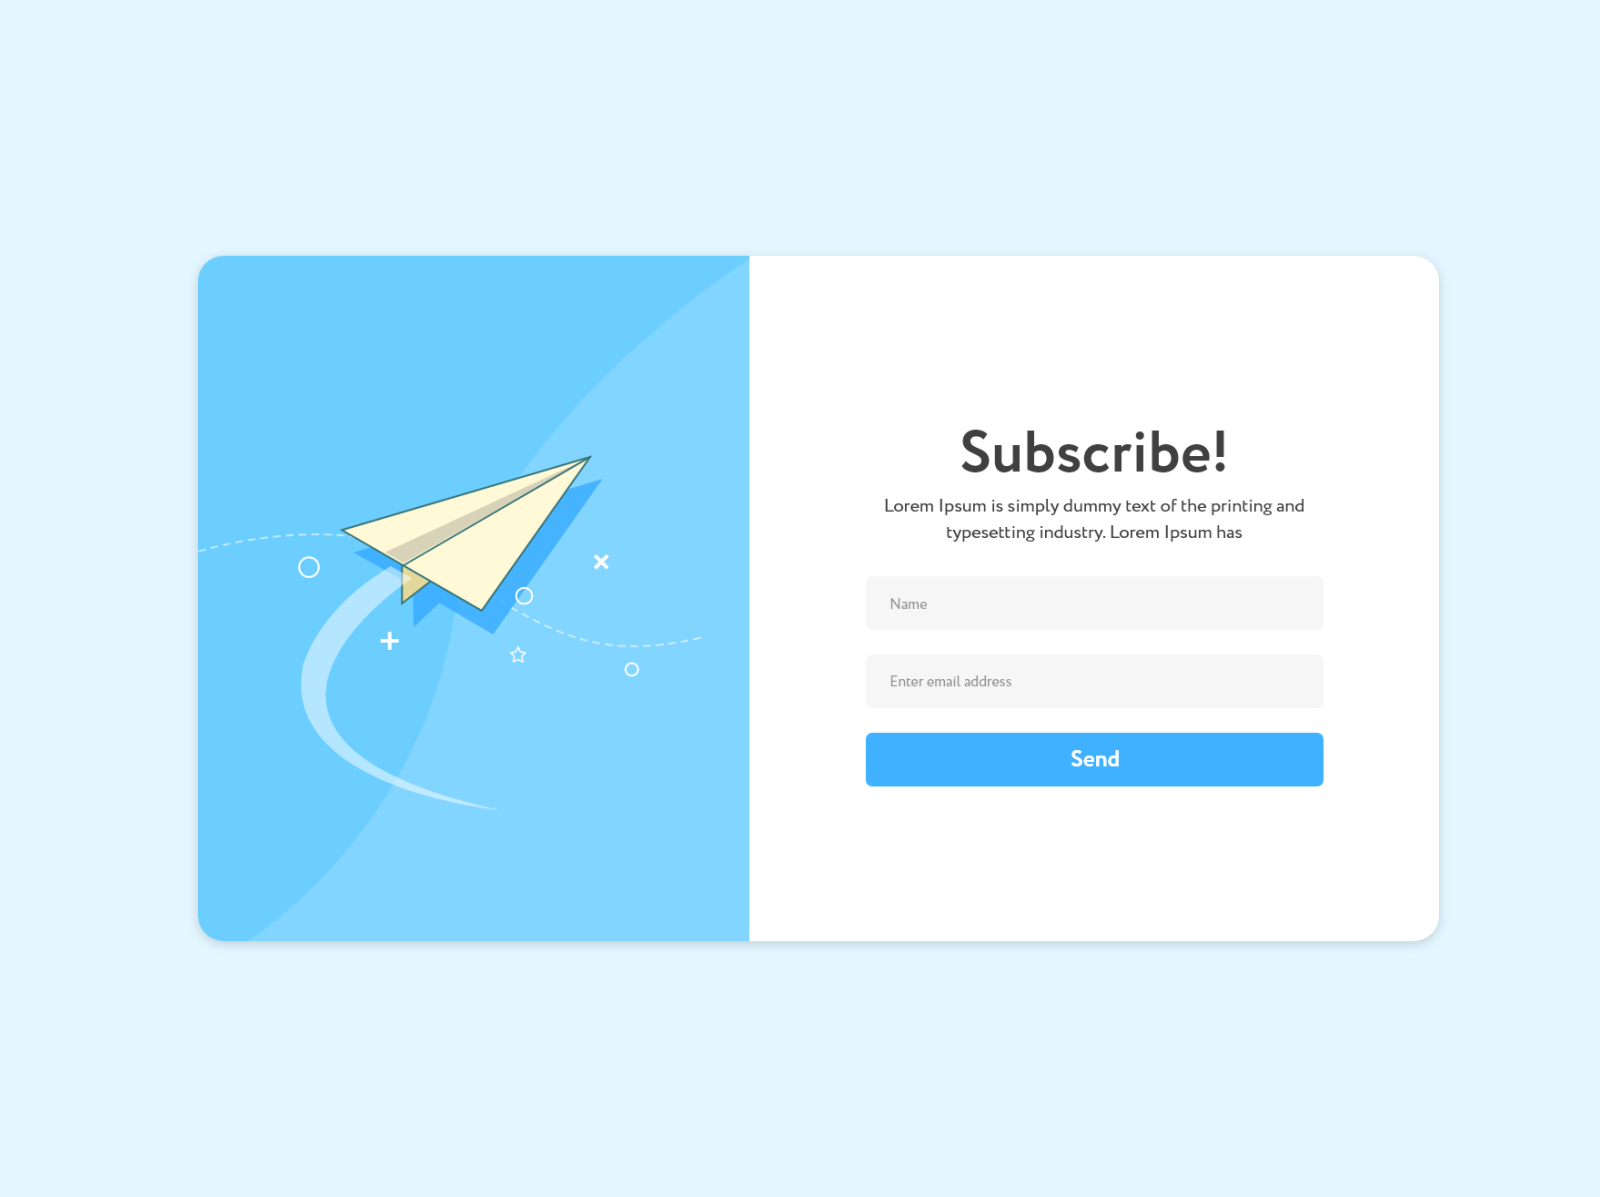 Subscribe!
Lorem Ipsum is simply dummy text of the printing and
typesetting industry. Lorem Ipsum has
Name
Enter email address
Send